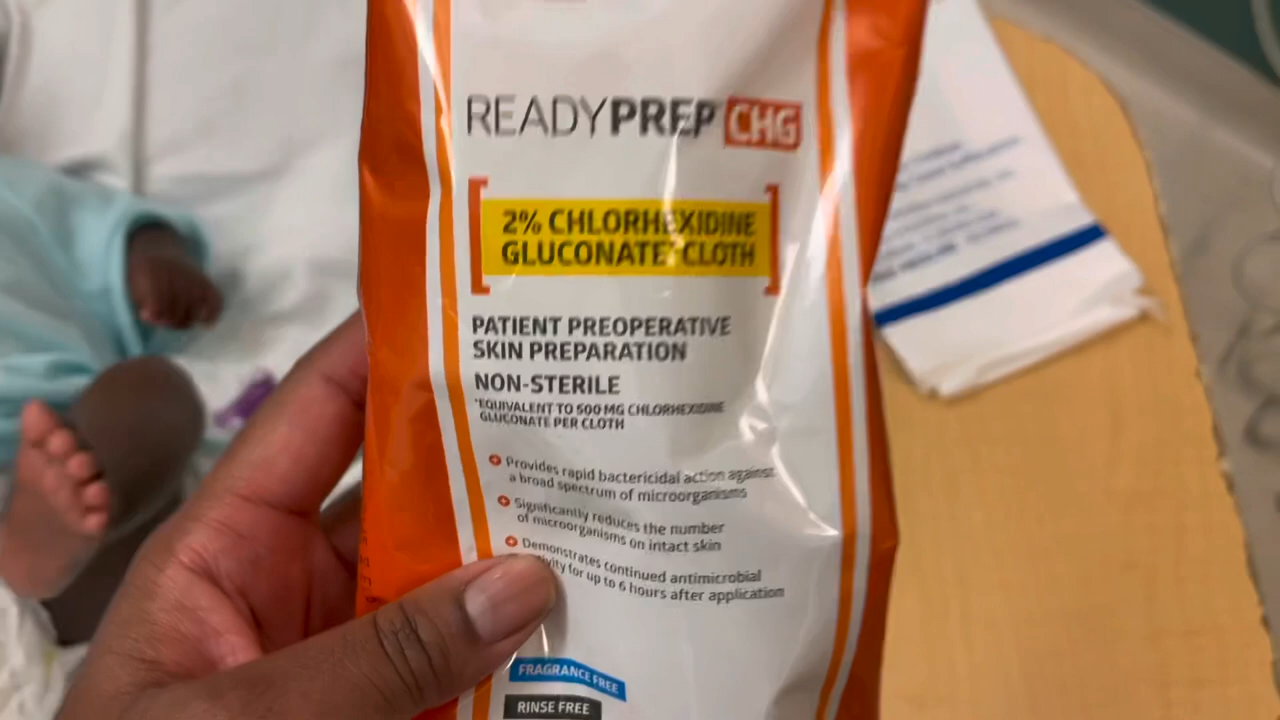 READYPREP CHG
2% CHLORHEXIDINE
GLUCONATE* CLOTH
PATIENT PREOPERATIVE
SKIN PREPARATION
NON-STERILE
*EQUIVALENT TO 500 MG CHLORHEXIDINE
GLUCONATE PER CLOTH
Provides rapid bactericidal action against
a broad spectrum of microorganisms
Significantly reduces the number
of microorganisms on intact skin
Demonstrates continued antimicrobial
for up to 6 hours after application
FRAGRANCE FREE
RINSE FREE